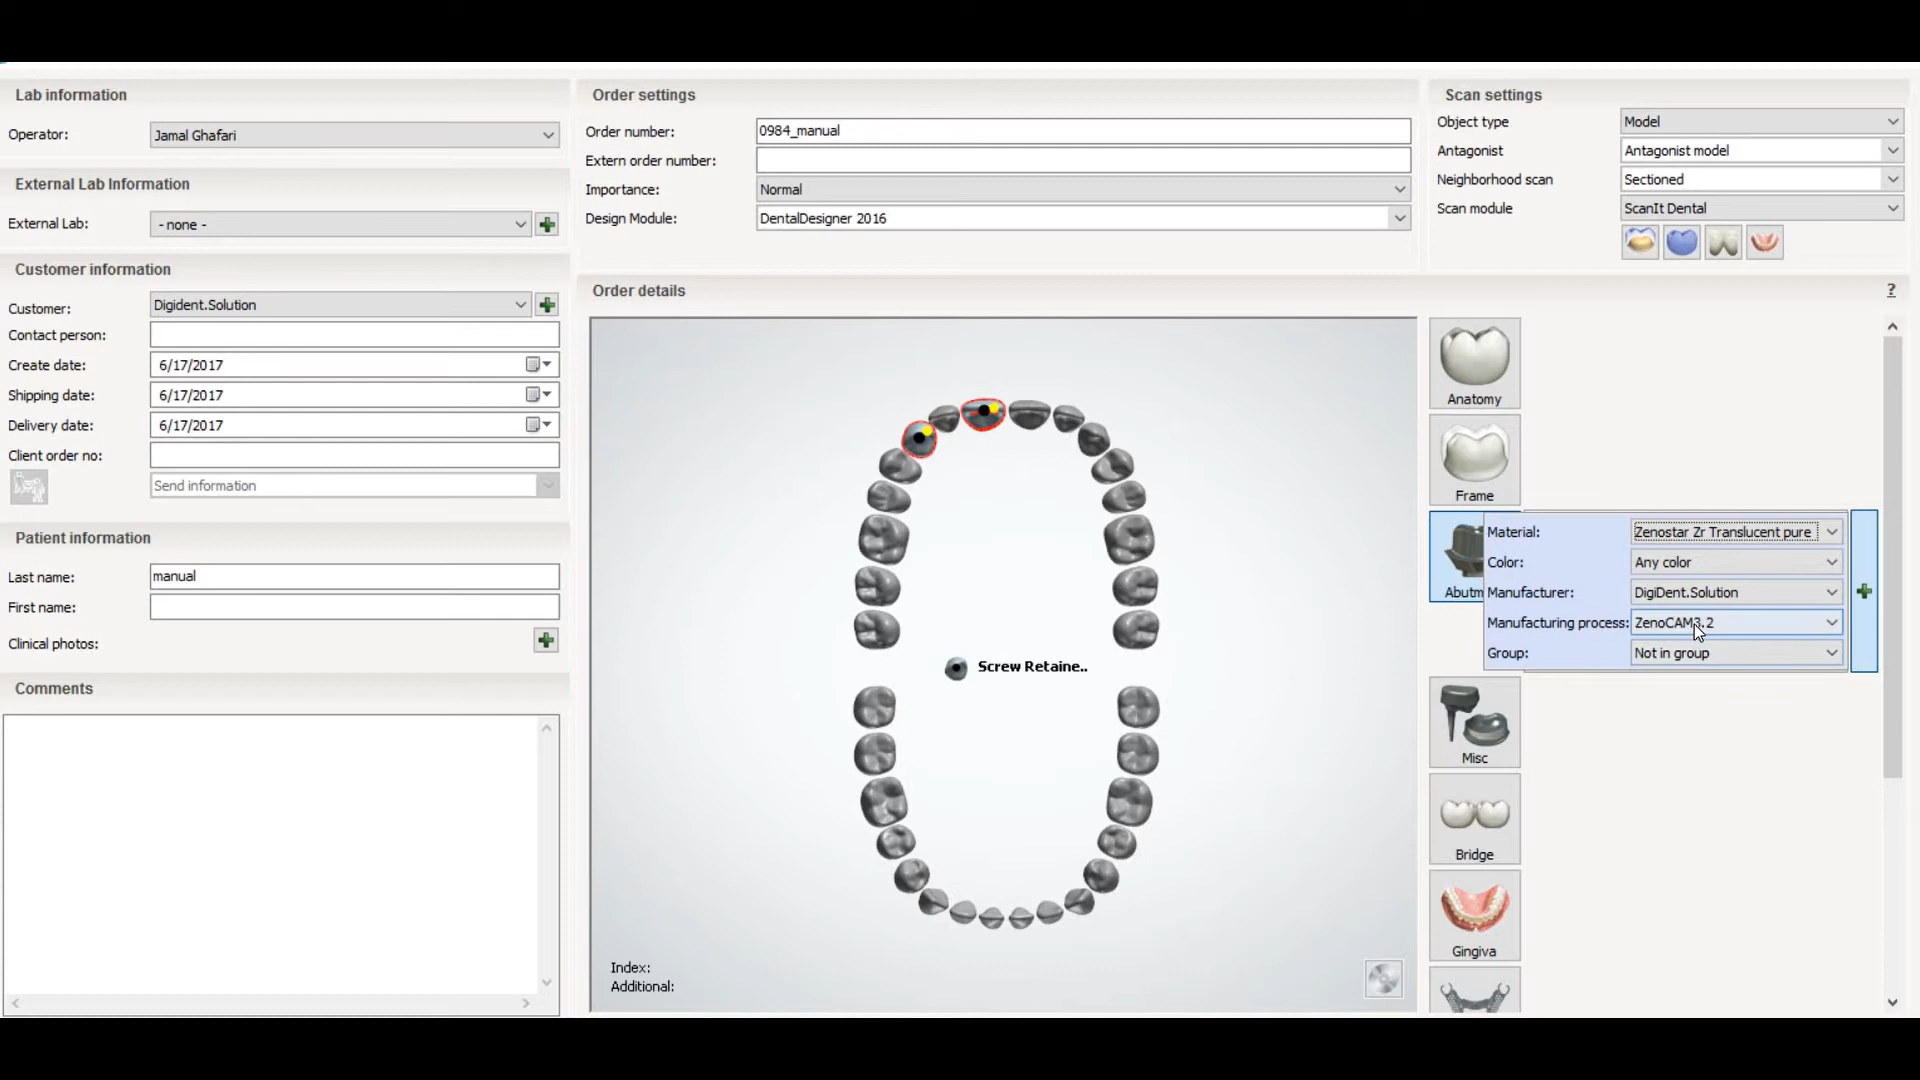 Lab information
Operator: Jamal Ghafari
External Lab Information
External Lab: - none -
Customer information
Customer: Digident.Solution
Contact person:
Create date: 6/17/2017
Shipping date: 6/17/2017
Delivery date: 6/17/2017
Client order no:
Send information
Patient information
Last name: manual
First name:
Clinical photos:
Comments
Order settings
Order number: 0984_manual
Extern order number:
Importance: Normal
Design Module: DentalDesigner 2016
Scan settings
Object type Model
Antagonist Antagonist model
Neighborhood scan Sectioned
Scan module ScanIt Dental
Order details ?
Screw Retaine..
Index:
Additional:
Anatomy
Frame
Abutm
Material: Zenostar Zr Translucent pure
Color: Any color
Manufacturer: DigiDent.Solution
Manufacturing process: ZenoCAM3.2
Group: Not in group
Misc
Bridge
Gingiva